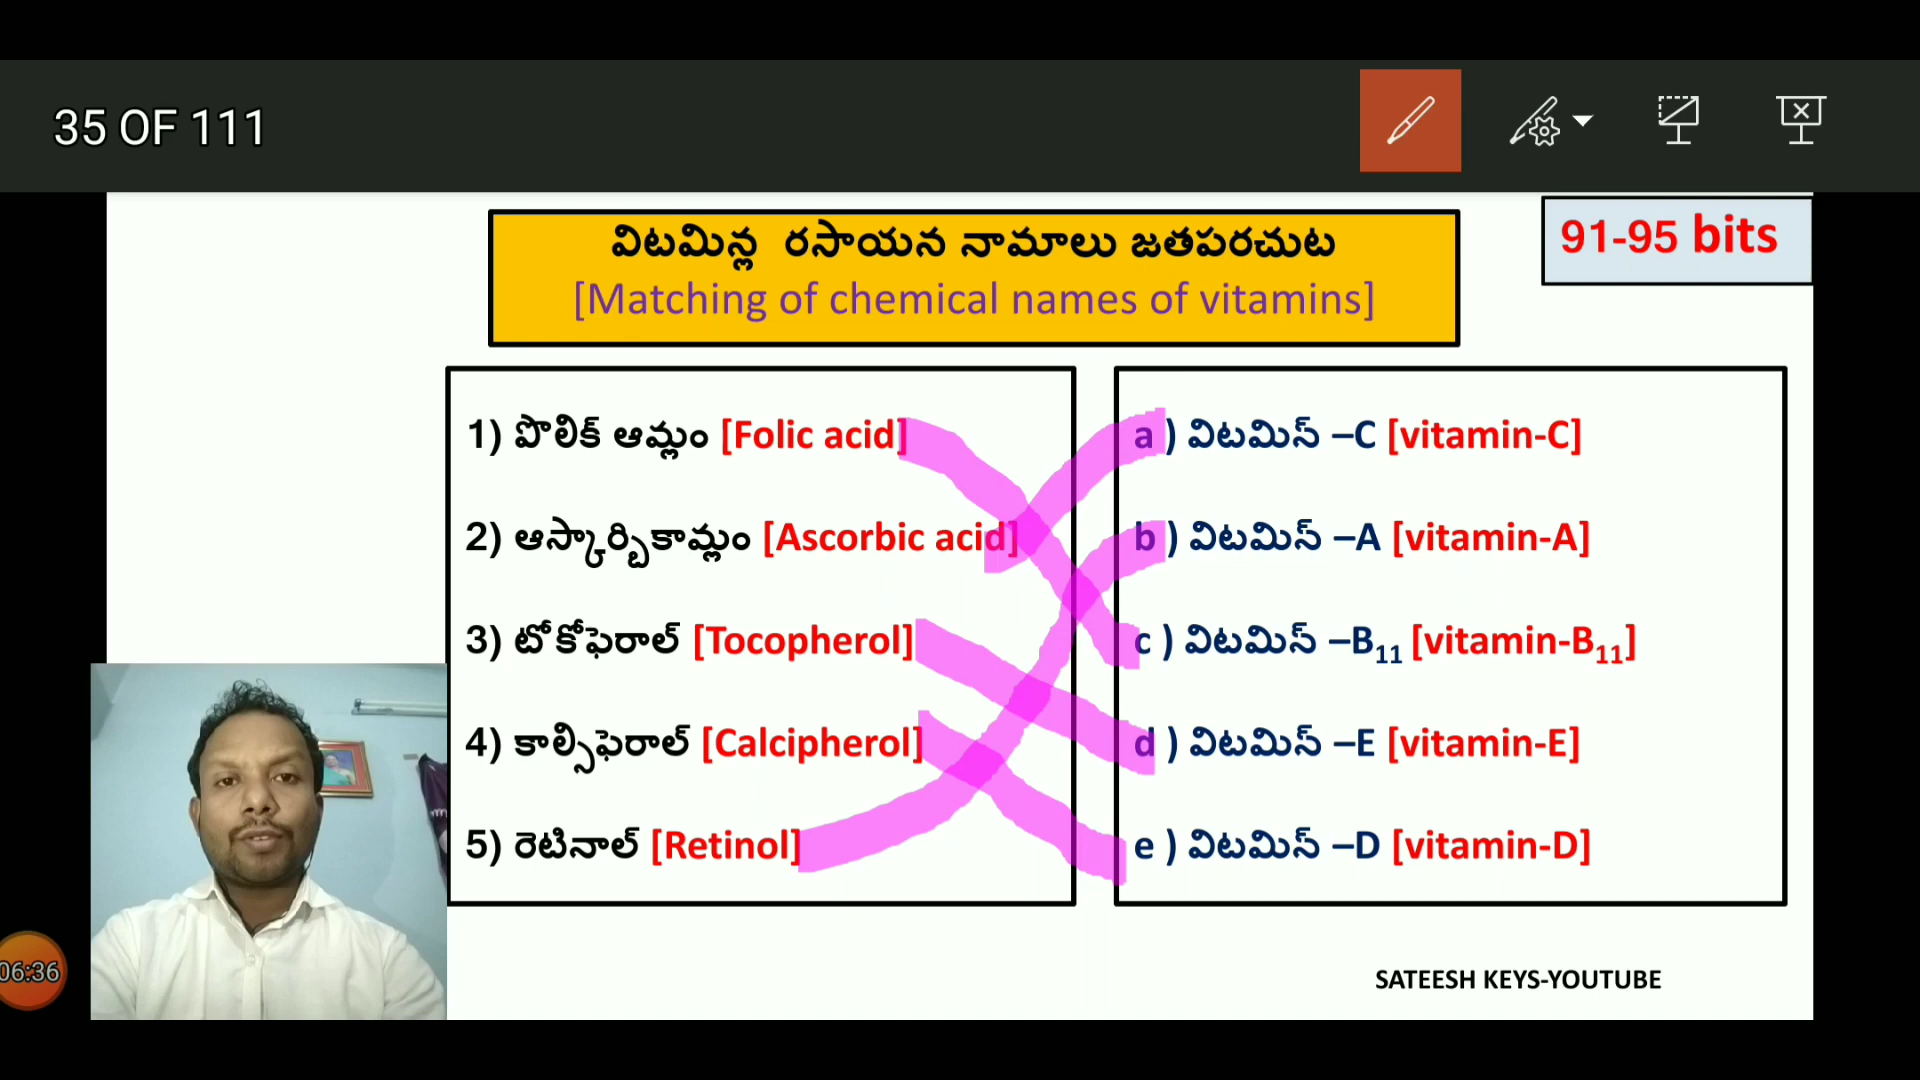 35 OF 111
91-95 bits
విటమిన్ల రసాయన నామాలు జతపరచుట
[Matching of chemical names of vitamins]
1) పొలిక్ ఆమ్లం [Folic acid]
2) ఆస్కార్బికామ్లం [Ascorbic acid]
3) టోకోఫెరాల్ [Tocopherol]
4) కాల్సిఫెరాల్ [Calcipherol]
5) రెటినాల్ [Retinol]
a ) విటమిన్ –C [vitamin-C]
b ) విటమిన్ –A [vitamin-A]
c ) విటమిన్ –B11 [vitamin-B11]
d ) విటమిన్ –E [vitamin-E]
e ) విటమిన్ –D [vitamin-D]
06:36
SATEESH KEYS-YOUTUBE